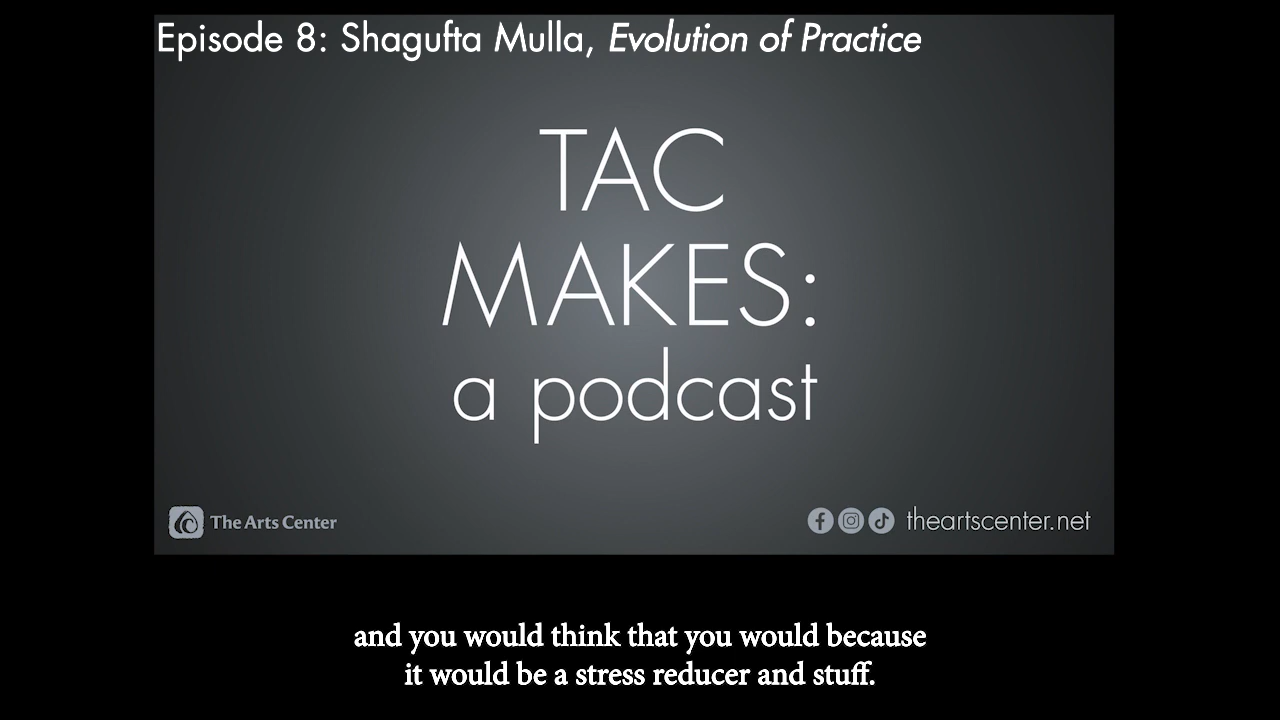 Episode 8: Shagufta Mulla, Evolution of Practice
TAC
MAKES:
a podcast
The Arts Center
theartscenter.net
and you would think that you would because
it would be a stress reducer and stuff.